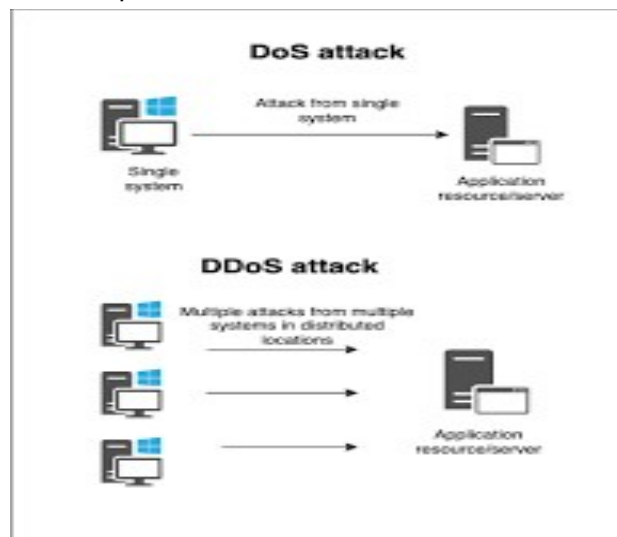 DoS attack
Attack from single
system
Single
system
Application
resource/server
DDoS attack
Multiple attacks from multiple
systems in distributed
locations
Application
resource/server